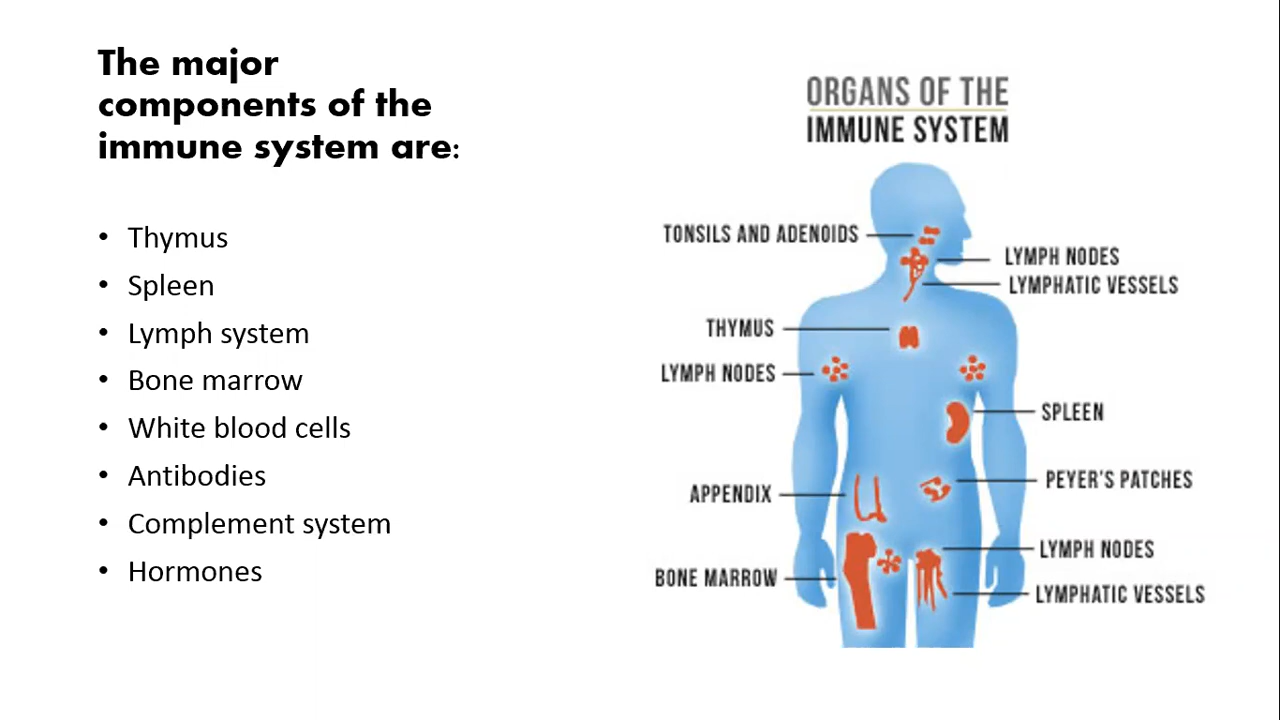 The major
components of the
immune system are:
• Thymus
• Spleen
• Lymph system
• Bone marrow
• White blood cells
• Antibodies
• Complement system
• Hormones
ORGANS OF THE
IMMUNE SYSTEM
TONSILS AND ADENOIDS
LYMPH NODES
LYMPHATIC VESSELS
THYMUS
LYMPH NODES
SPLEEN
PEYER'S PATCHES
APPENDIX
LYMPH NODES
BONE MARROW
LYMPHATIC VESSELS